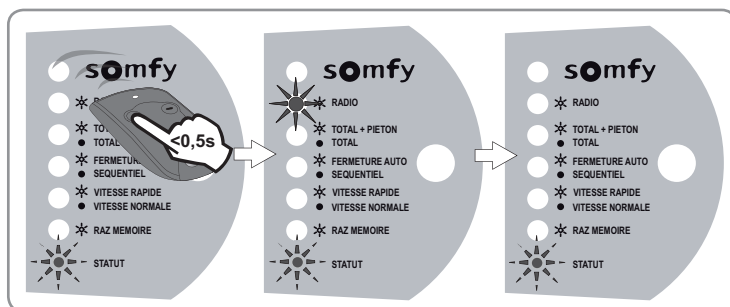 somfy
TOTAL
FERMETURE
SEQUENTIEL
VITESSE RAPIDE
VITESSE NORMALE
RAZ MEMOIRE
STATUT
<0,5s
somfy
RADIO
TOTAL + PIETON
TOTAL
FERMETURE AUTO
SEQUENTIEL
VITESSE RAPIDE
VITESSE NORMALE
RAZ MEMOIRE
STATUT
somfy
RADIO
TOTAL + PIETON
TOTAL
FERMETURE AUTO
SEQUENTIEL
VITESSE RAPIDE
VITESSE NORMALE
RAZ MEMOIRE
STATUT